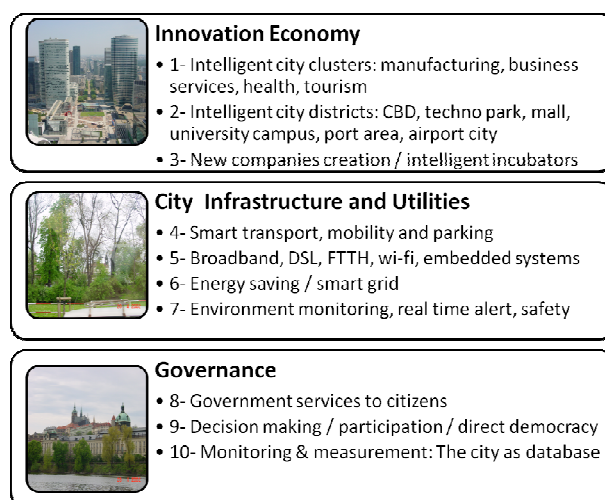 Innovation Economy
• 1- Intelligent city clusters: manufacturing, business
services, health, tourism
• 2- Intelligent city districts: CBD, techno park, mall,
university campus, port area, airport city
• 3- New companies creation / intelligent incubators
City  Infrastructure and Utilities
• 4- Smart transport, mobility and parking
• 5- Broadband, DSL, FTTH, wi-fi, embedded systems
• 6- Energy saving / smart grid
• 7- Environment monitoring, real time alert, safety
Governance
• 8- Government services to citizens
• 9- Decision making / participation / direct democracy
• 10- Monitoring & measurement: The city as database